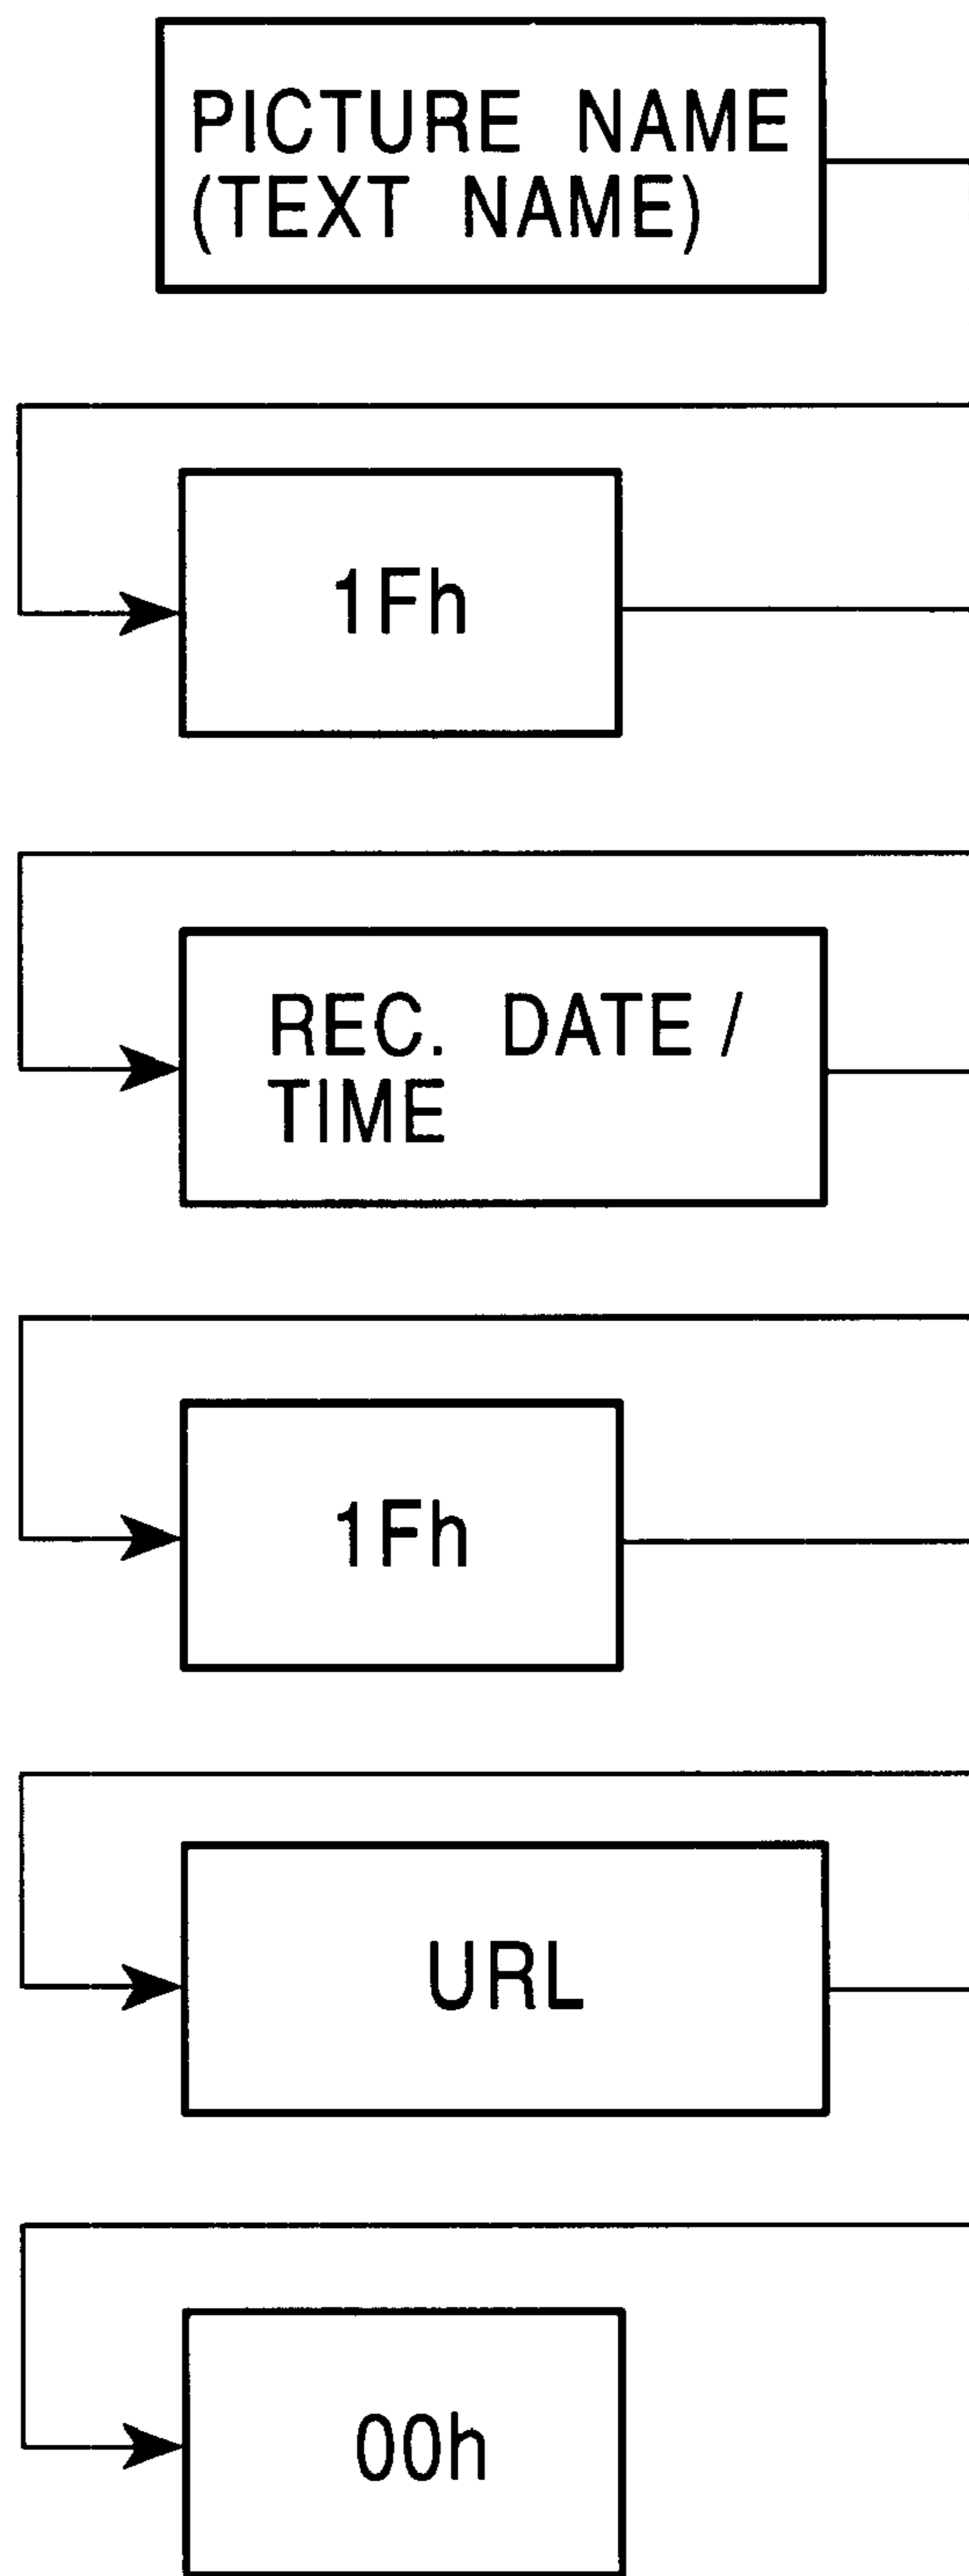 PICTURE NAME
(TEXT NAME)
1Fh
REC. DATE /
TIME
1Fh
URL
00h